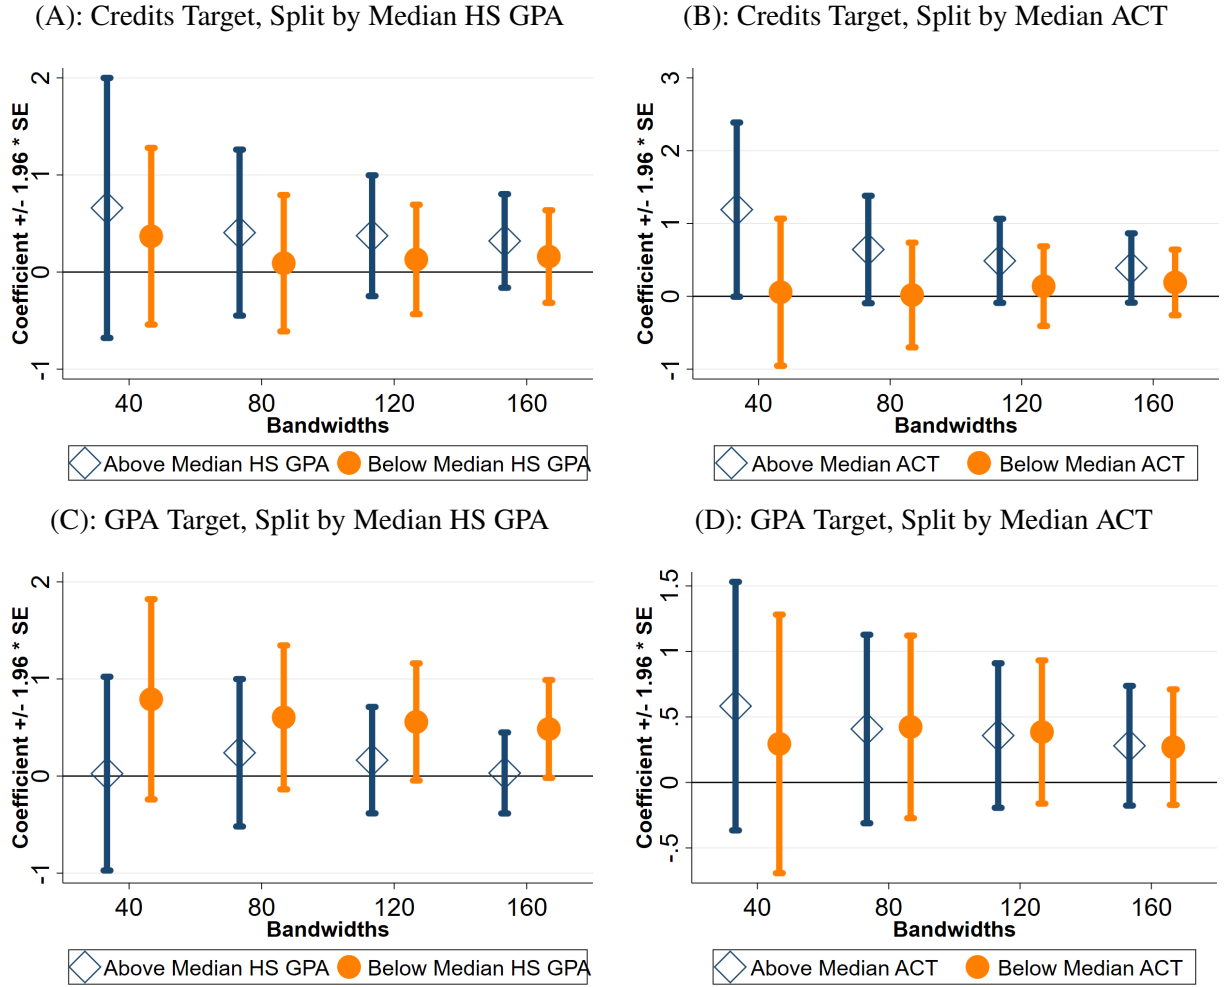 (A): Credits Target, Split by Median HS GPA
Coefficient +/- 1.96 * SE
2
1
0
-1
40 80 120 160
Bandwidths
Above Median HS GPA Below Median HS GPA
(B): Credits Target, Split by Median ACT
Coefficient +/- 1.96 * SE
3
2
1
0
-1
40 80 120 160
Bandwidths
Above Median ACT Below Median ACT
(C): GPA Target, Split by Median HS GPA
Coefficient +/- 1.96 * SE
2
1
0
-1
40 80 120 160
Bandwidths
Above Median HS GPA Below Median HS GPA
(D): GPA Target, Split by Median ACT
Coefficient +/- 1.96 * SE
1.5
1
.5
0
-.5
40 80 120 160
Bandwidths
Above Median ACT Below Median ACT